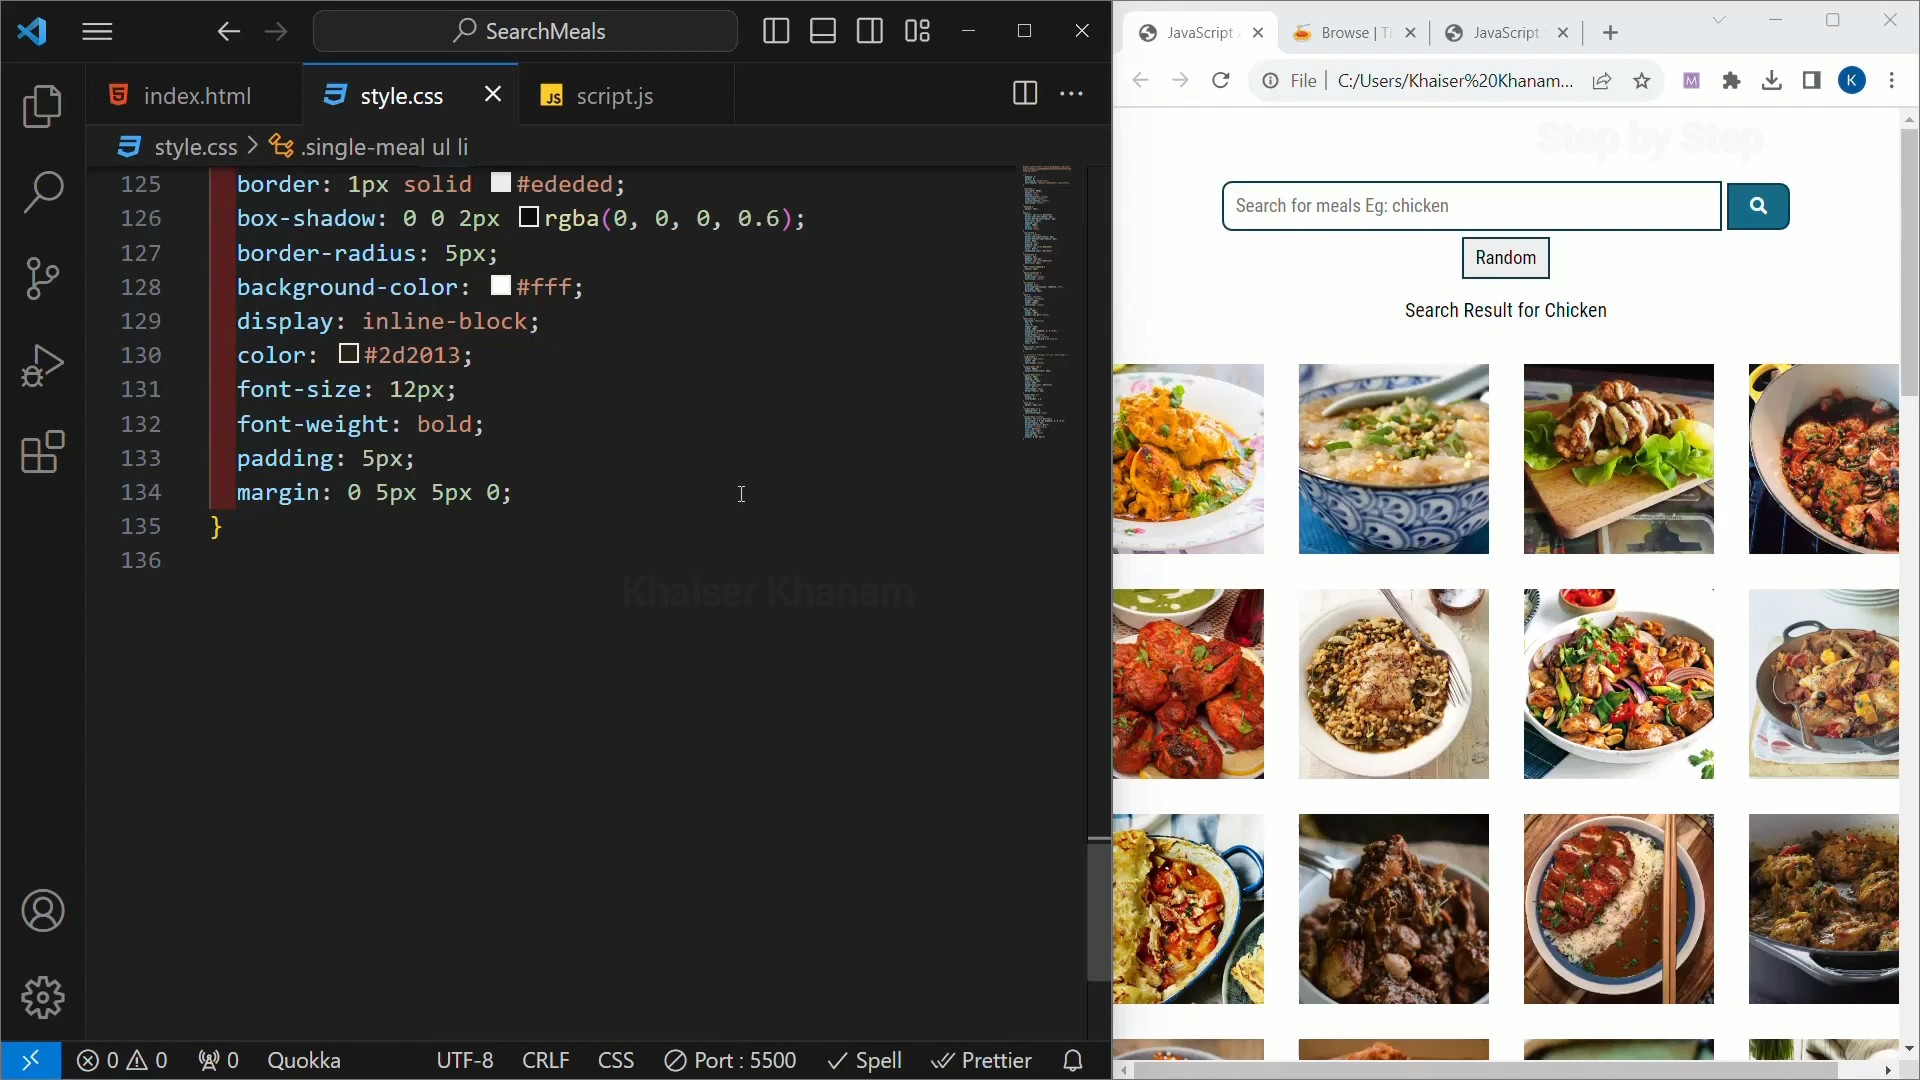 SearchMeals
index.html
style.css
script.js
style.css > .single-meal ul li
125 border: 1px solid #ededed;
126 box-shadow: 0 0 2px rgba(0, 0, 0, 0.6);
127 border-radius: 5px;
128 background-color: #fff;
129 display: inline-block;
130 color: #2d2013;
131 font-size: 12px;
132 font-weight: bold;
133 padding: 5px;
134 margin: 0 5px 5px 0;
135 }
136
Khaiser Khanam
0 0 0 Quokka UTF-8 CRLF CSS Port : 5500 Spell Prettier
JavaScript
Browse | T
JavaScript
File | C:/Users/Khaiser%20Khanam...
K
Step by Step
Search for meals Eg: chicken
Random
Search Result for Chicken